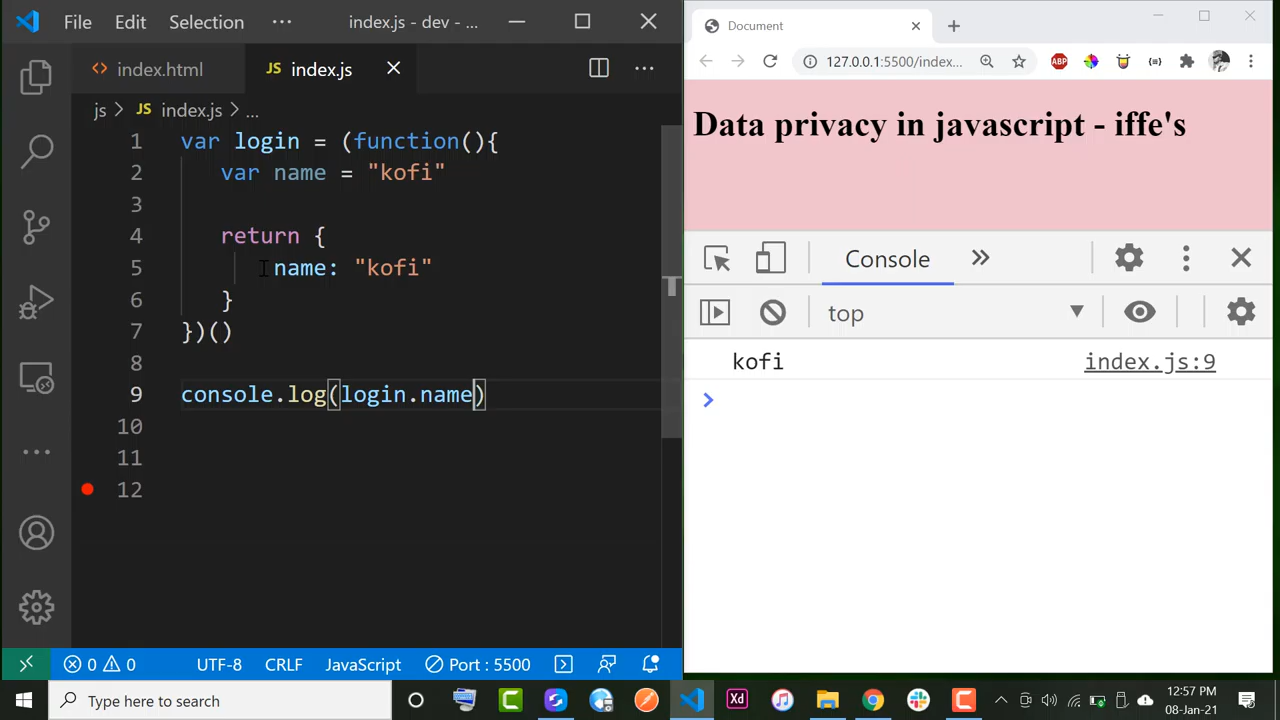 File Edit Selection ··· index.js - dev - ...
index.html JS index.js
js > JS index.js > ...
1 var login = (function(){
2 var name = "kofi"
3
4 return {
5 name: "kofi"
6 }
7 })()
8
9 console.log(login.name)
10
11
12
0 0 UTF-8 CRLF JavaScript Port : 5500
Document
127.0.0.1:5500/index...
ABP
Data privacy in javascript - iffe's
Console »
top
kofi index.js:9
>
Type here to search
Xd
12:57 PM
08-Jan-21